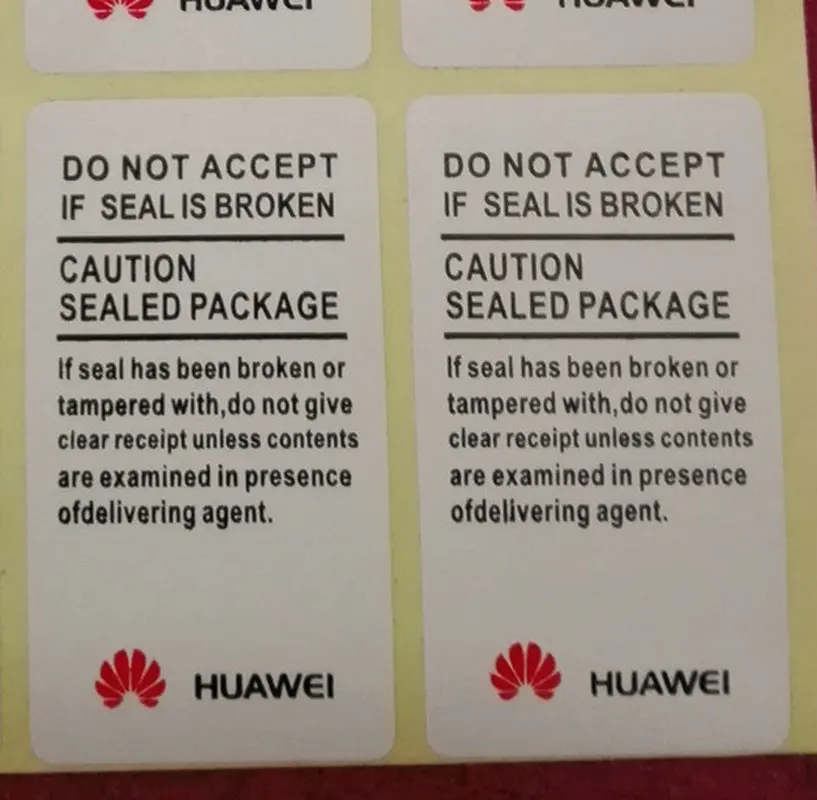 HUAWEI
HUAWEI
DO NOT ACCEPT
IF SEAL IS BROKEN
CAUTION
SEALED PACKAGE
If seal has been broken or
tampered with,do not give
clear receipt unless contents
are examined in presence
ofdelivering agent.
HUAWEI
DO NOT ACCEPT
IF SEAL IS BROKEN
CAUTION
SEALED PACKAGE
If seal has been broken or
tampered with,do not give
clear receipt unless contents
are examined in presence
ofdelivering agent.
HUAWEI